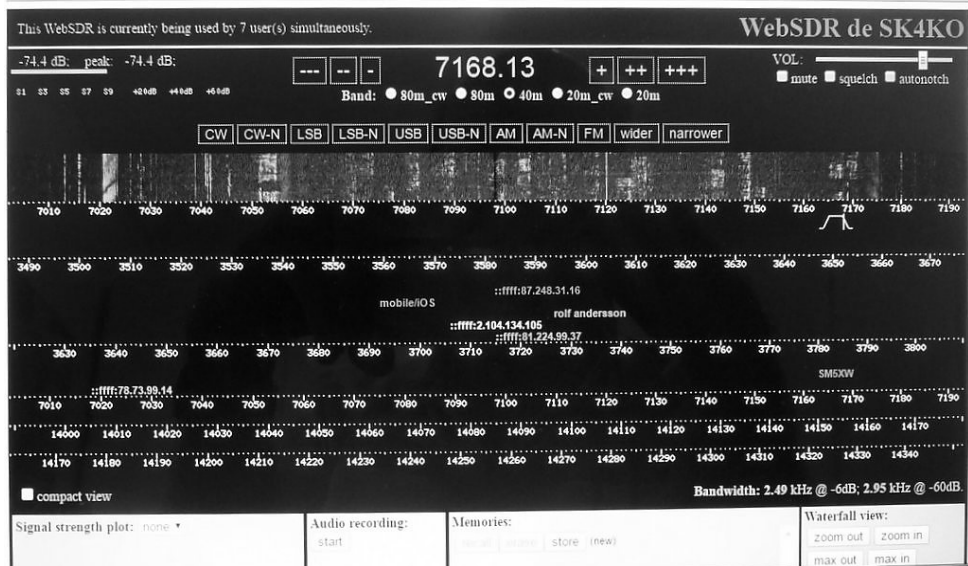 This WebSDR is currently being used by 7 user(s) simultaneously.
WebSDR de SK4KO
-74.4 dB; peak: -74.4 dB;
S1 S3 S5 S7 S9 +20dB +40dB +60dB
--- -- - 7168.13 + ++ +++
VOL:
mute squelch autonotch
Band: 80m_cw 80m 40m 20m_cw 20m
CW CW-N LSB LSB-N USB USB-N AM AM-N FM wider narrower
7010 7020 7030 7040 7050 7060 7070 7080 7090 7100 7110 7120 7130 7140 7150 7160 7170 7180 7190
3490 3500 3510 3520 3530 3540 3550 3560 3570 3580 3590 3600 3610 3620 3630 3640 3650 3660 3670
::ffff:87.248.31.16
mobile/iOS
rolf andersson
::ffff:2.104.134.105
::ffff:81.224.99.37
3630 3640 3650 3660 3670 3680 3690 3700 3710 3720 3730 3740 3750 3760 3770 3780 3790 3800
SM5XW
::ffff:78.73.99.14
7010 7020 7030 7040 7050 7060 7070 7080 7090 7100 7110 7120 7130 7140 7150 7160 7170 7180 7190
14000 14010 14020 14030 14040 14050 14060 14070 14080 14090 14100 14110 14120 14130 14140 14150 14160 14170
14170 14180 14190 14200 14210 14220 14230 14240 14250 14260 14270 14280 14290 14300 14310 14320 14330 14340
compact view
Bandwidth: 2.49 kHz @ -6dB; 2.95 kHz @ -60dB.
Signal strength plot: none
Audio recording:
start
Memories:
store (new)
Waterfall view:
zoom out zoom in
max out max in